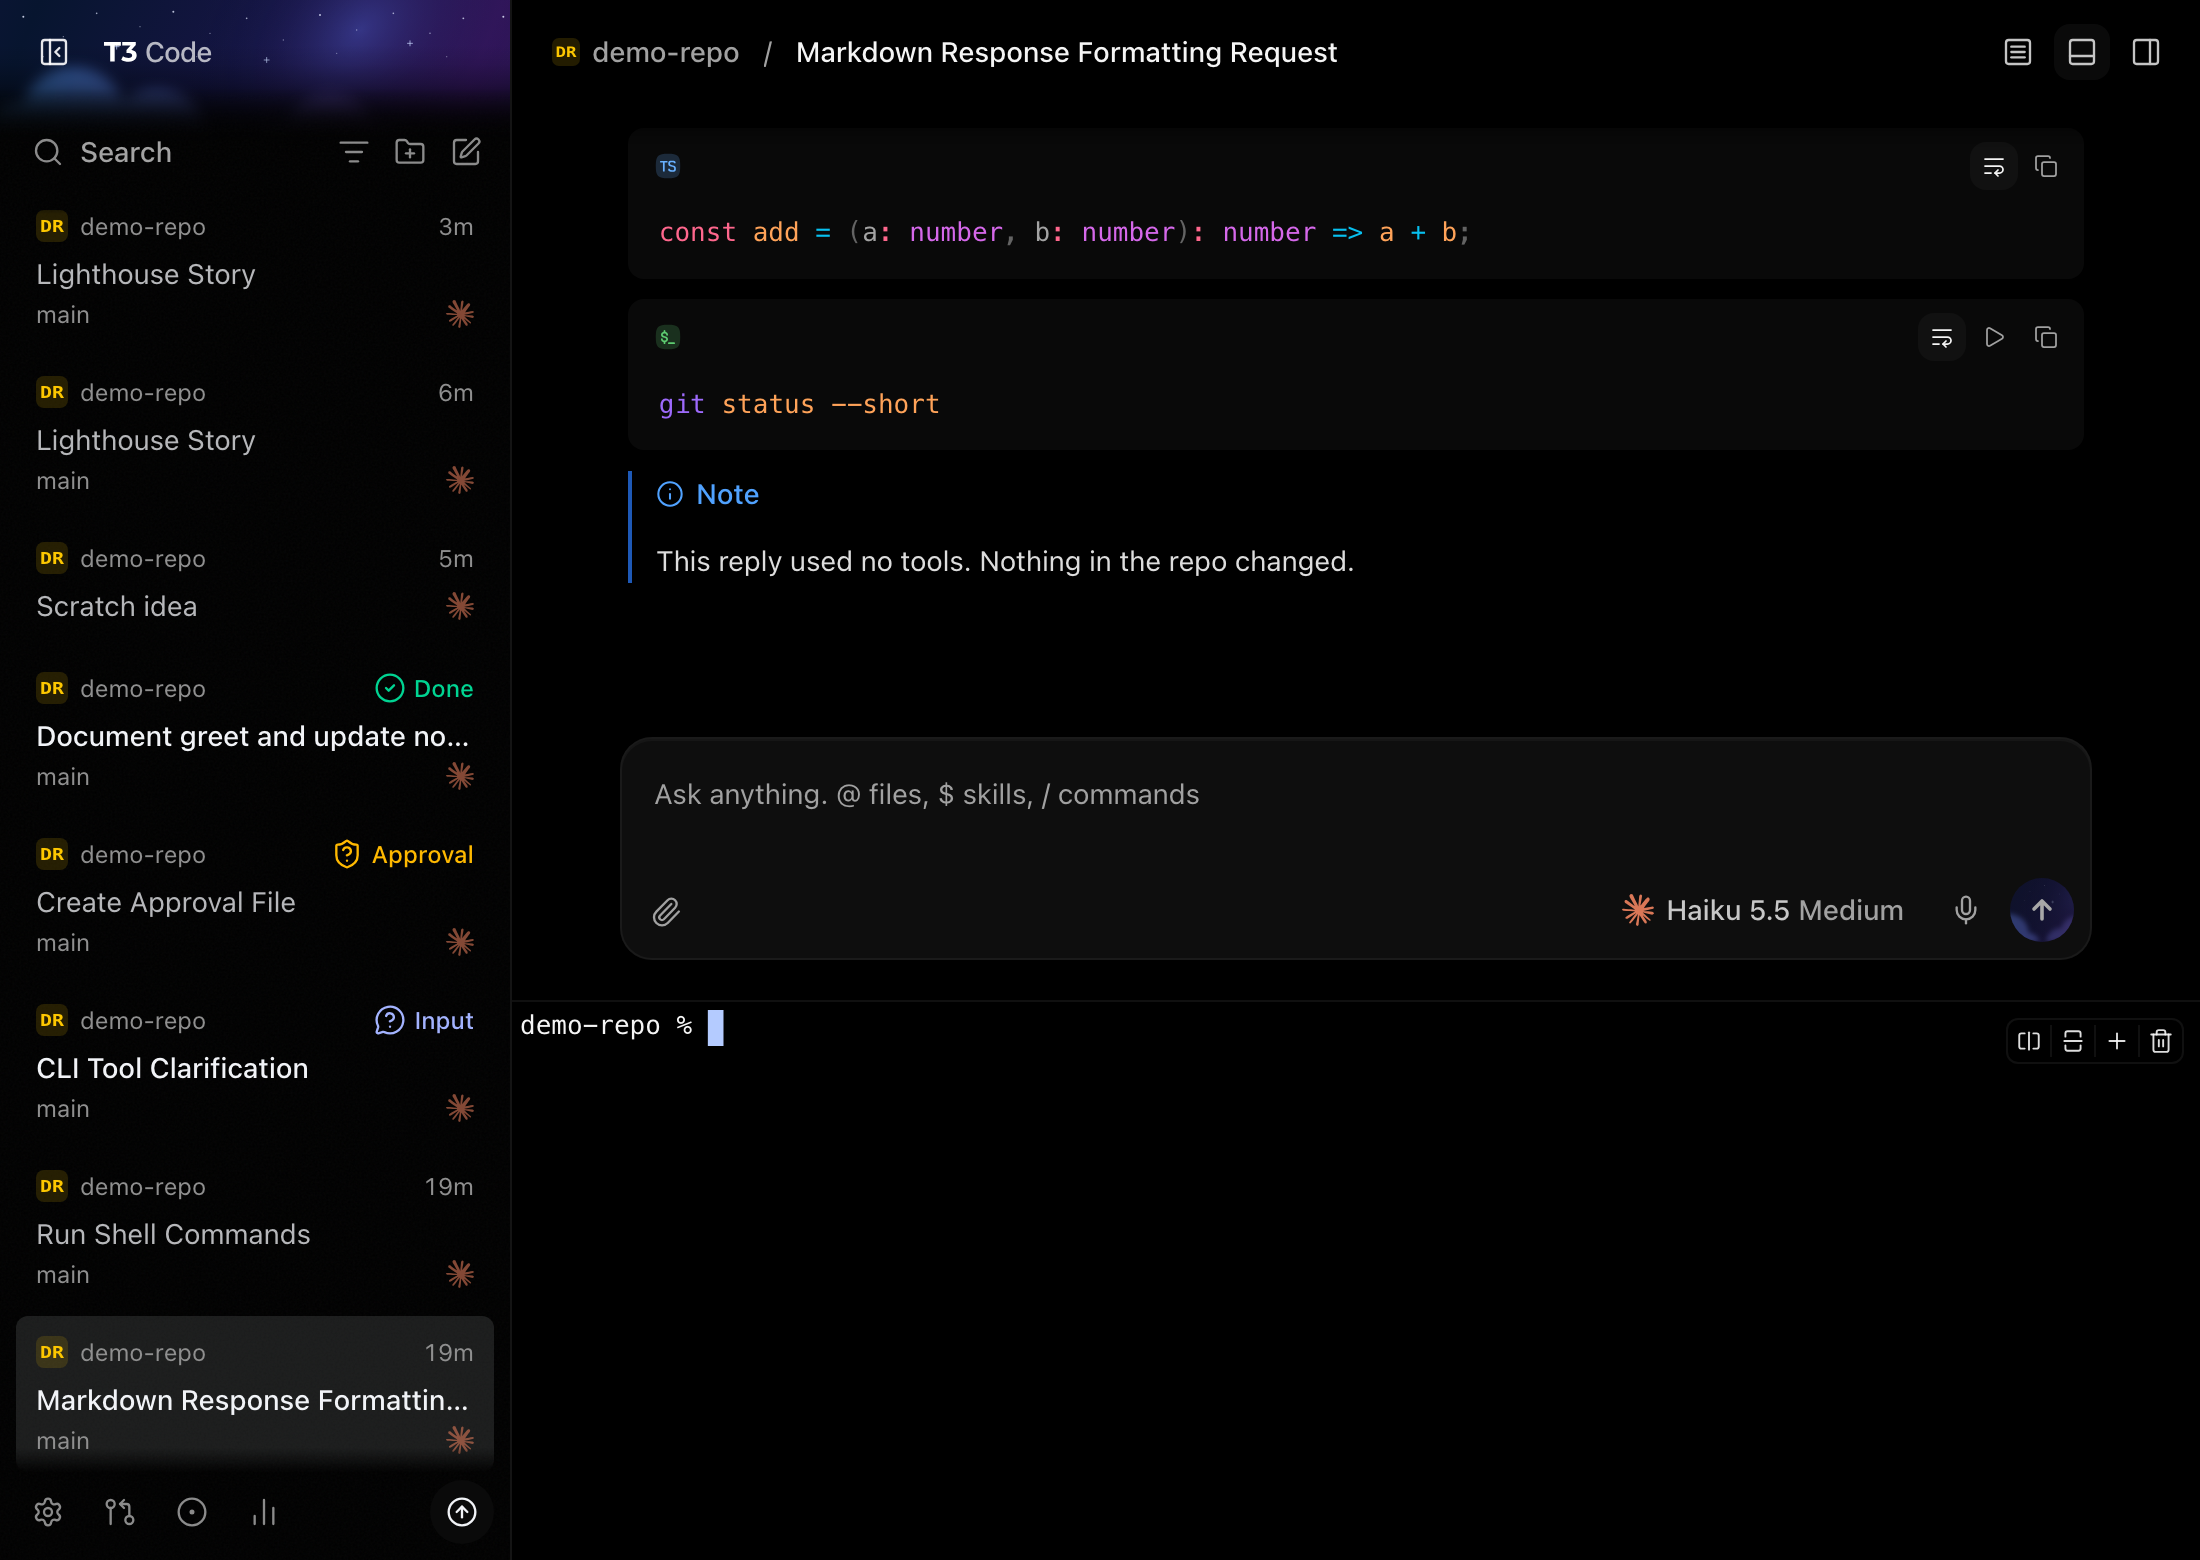 T3 Code
Search
DR demo-repo 3m
Lighthouse Story
main
DR demo-repo 6m
Lighthouse Story
main
DR demo-repo 5m
Scratch idea
DR demo-repo Done
Document greet and update no...
main
DR demo-repo Approval
Create Approval File
main
DR demo-repo Input
CLI Tool Clarification
main
DR demo-repo 19m
Run Shell Commands
main
DR demo-repo 19m
Markdown Response Formattin...
main
DR demo-repo / Markdown Response Formatting Request
TS
const add = (a: number, b: number): number => a + b;
$_
git status --short
Note
This reply used no tools. Nothing in the repo changed.
Ask anything. @ files, $ skills, / commands
Haiku 5.5 Medium
demo-repo %